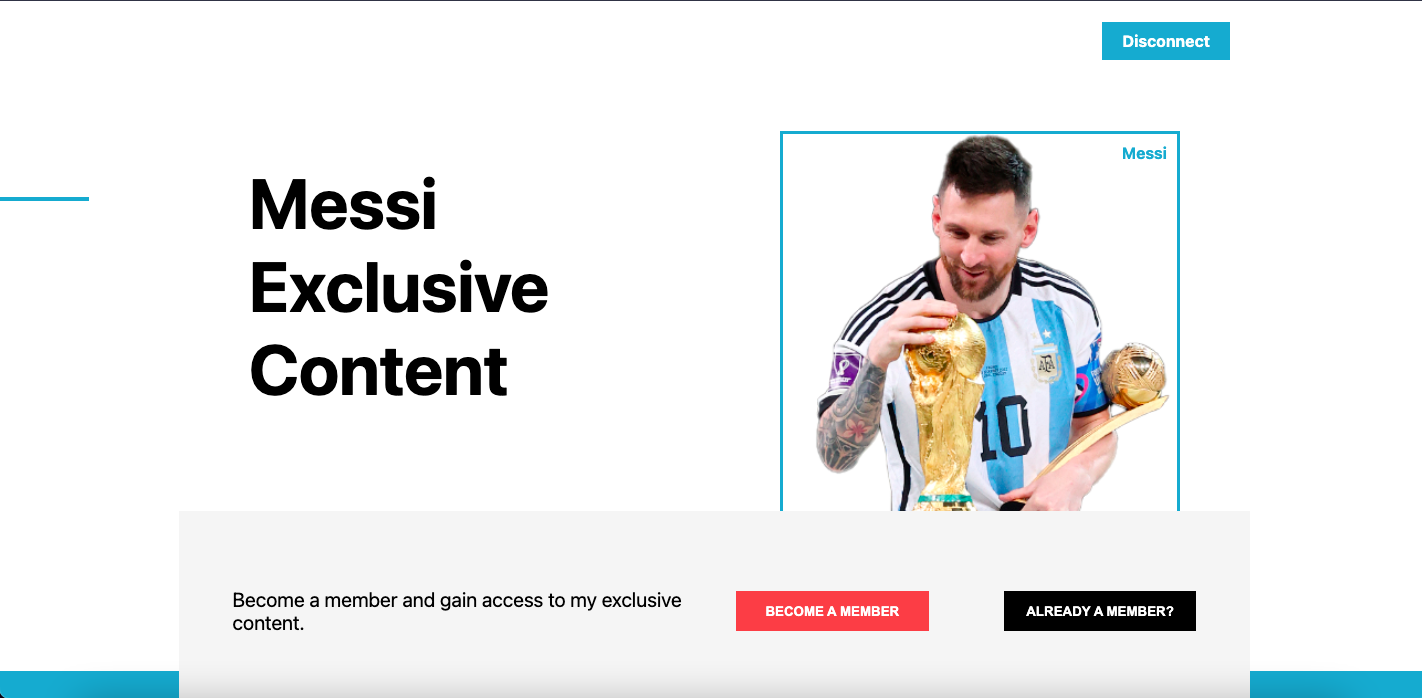 Disconnect
Messi
Messi
Exclusive
Content
10
Become a member and gain access to my exclusive
content.
BECOME A MEMBER
ALREADY A MEMBER?